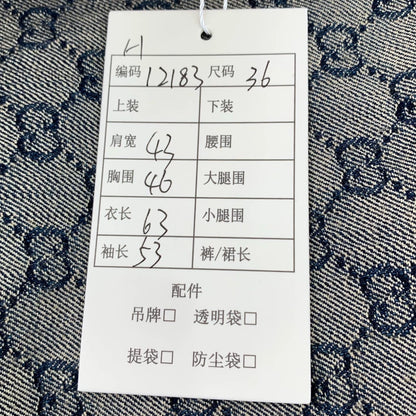 H
编码 12183 尺码 36
上装 下装
肩宽 43 腰围
胸围 46 大腿围
衣长 63 小腿围
袖长 53 裤/裙长
配件
吊牌□ 透明袋□
提袋□ 防尘袋□